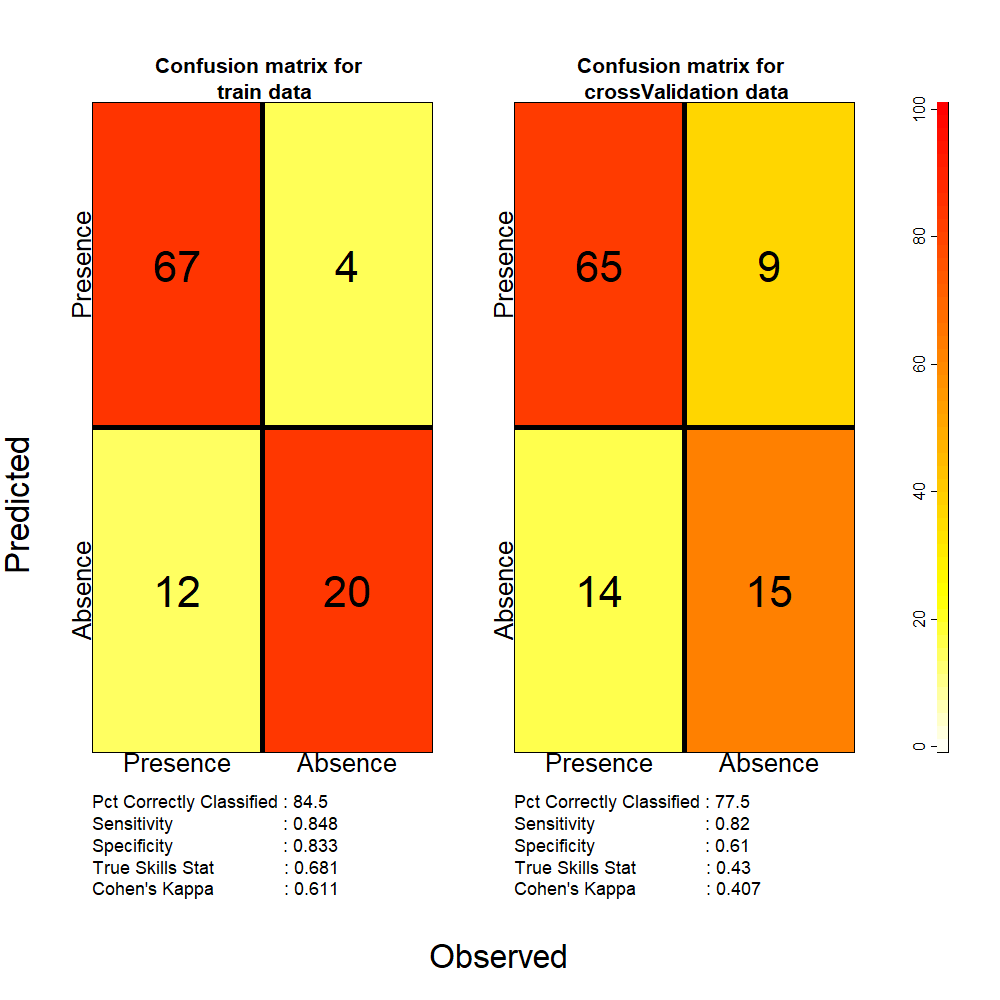 Confusion matrix for
train data
Presence
67
4
Predicted
Absence
12
20
Presence
Absence
Pct Correctly Classified : 84.5
Sensitivity : 0.848
Specificity : 0.833
True Skills Stat : 0.681
Cohen's Kappa : 0.611
Confusion matrix for
crossValidation data
Presence
65
9
Absence
14
15
Presence
Absence
Pct Correctly Classified : 77.5
Sensitivity : 0.82
Specificity : 0.61
True Skills Stat : 0.43
Cohen's Kappa : 0.407
100
80
60
40
20
0
Observed